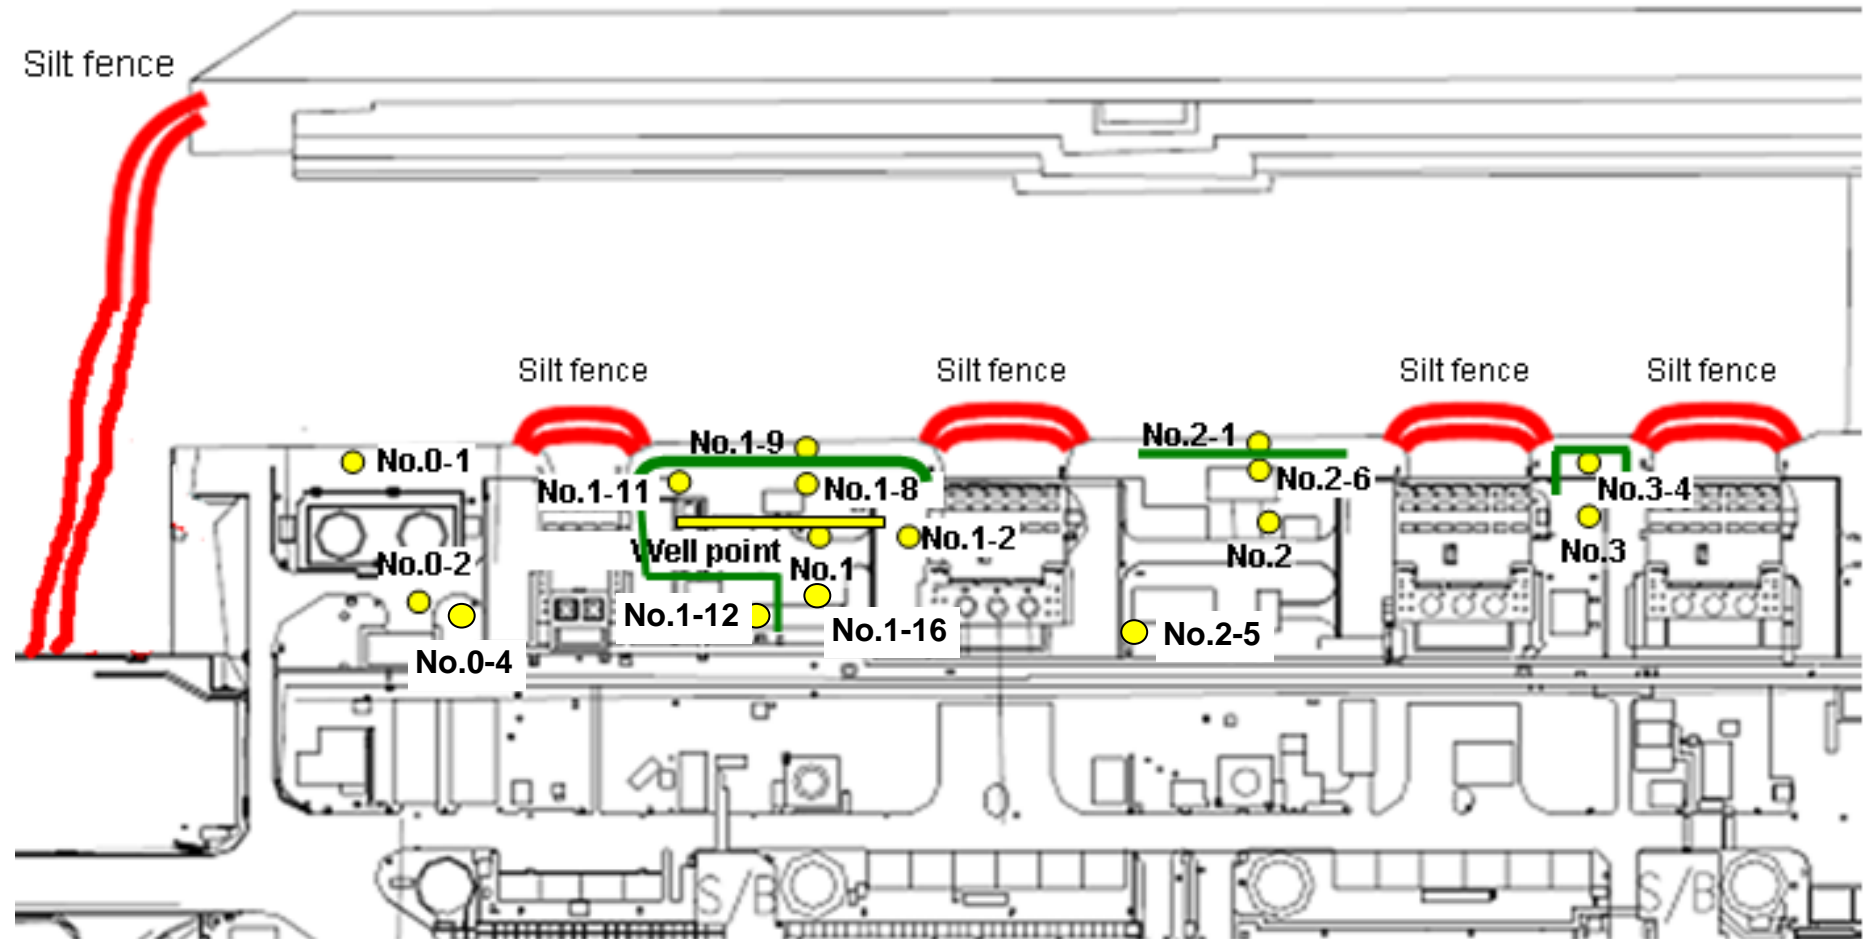 Silt fence
Silt fence
Silt fence
Silt fence
Silt fence
No.1-9
No.2-1
No.0-1
No.1-11
No.1-8
No.2-6
No.3-4
No.1-2
Well point
No.2
No.3
No.0-2
No.1
No.1-12
No.1-16
No.2-5
No.0-4
S/B
S/B